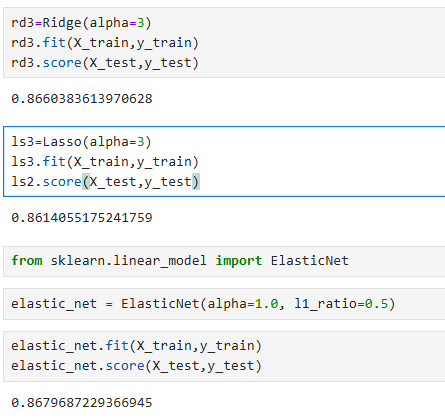 rd3=Ridge(alpha=3)
rd3.fit(X_train,y_train)
rd3.score(X_test,y_test)
0.8660383613970628
ls3=Lasso(alpha=3)
ls3.fit(X_train,y_train)
ls2.score(X_test,y_test)
0.8614055175241759
from sklearn.linear_model import ElasticNet
elastic_net = ElasticNet(alpha=1.0, l1_ratio=0.5)
elastic_net.fit(X_train,y_train)
elastic_net.score(X_test,y_test)
0.8679687229366945